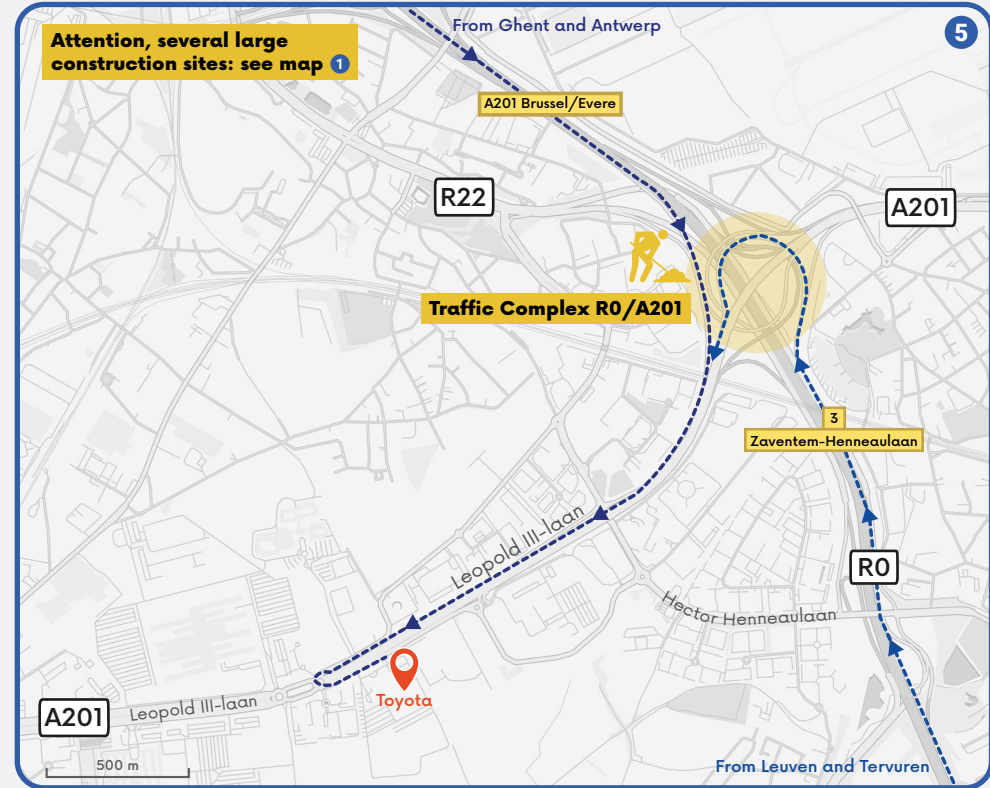 From Ghent and Antwerp
5
Attention, several large
construction sites: see map 1
A201 Brussel/Evere
R22
A201
Traffic Complex R0/A201
3
Zaventem-Henneaulaan
Leopold III-laan
R0
Hector Henneaulaan
Toyota
A201
Leopold III-laan
500 m
From Leuven and Tervuren